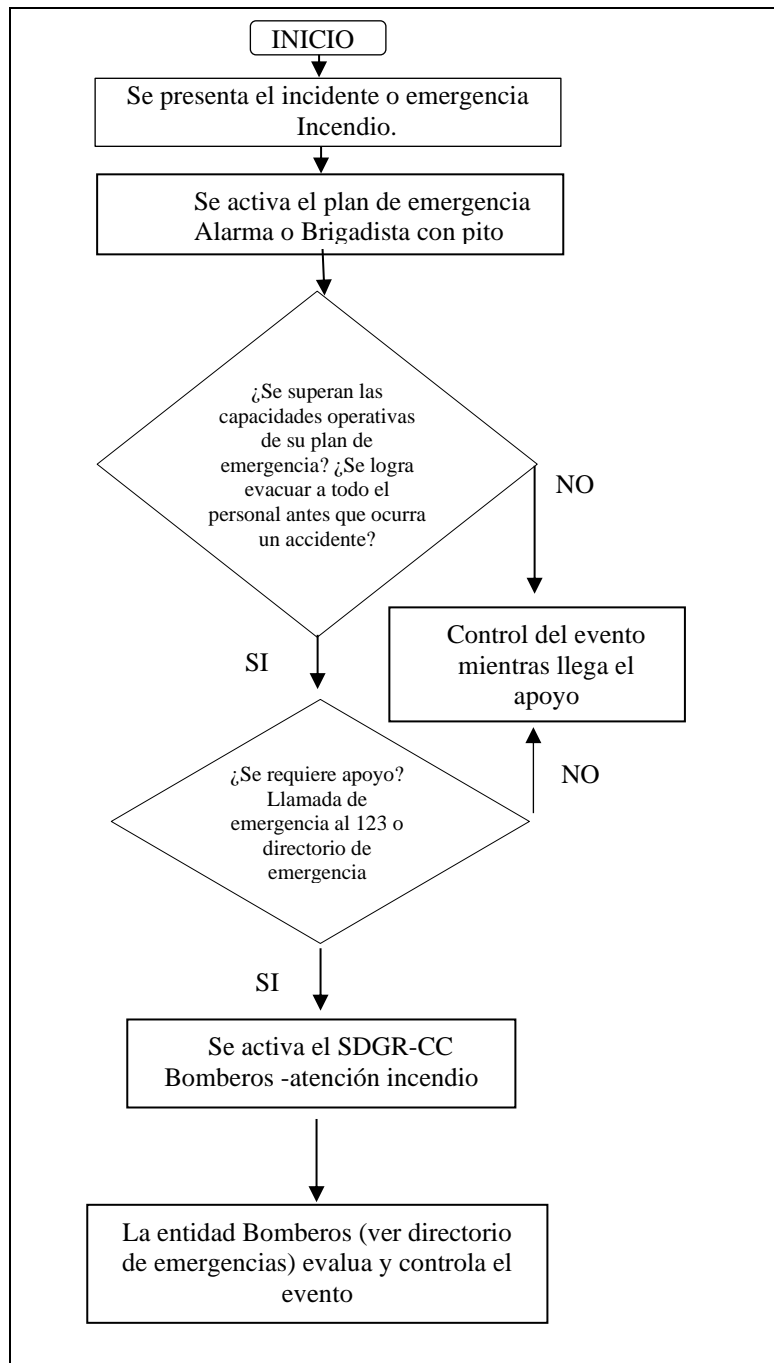 INICIO
Se presenta el incidente o emergencia
Incendio.
Se activa el plan de emergencia
Alarma o Brigadista con pito
¿Se superan las
capacidades operativas
de su plan de
emergencia? ¿Se logra
evacuar a todo el
personal antes que ocurra
un accidente?
NO
Control del evento
mientras llega el
apoyo
SI
¿Se requiere apoyo?
Llamada de
emergencia al 123 o
directorio de
emergencia
NO
SI
Se activa el SDGR-CC
Bomberos -atención incendio
La entidad Bomberos (ver directorio
de emergencias) evalua y controla el
evento